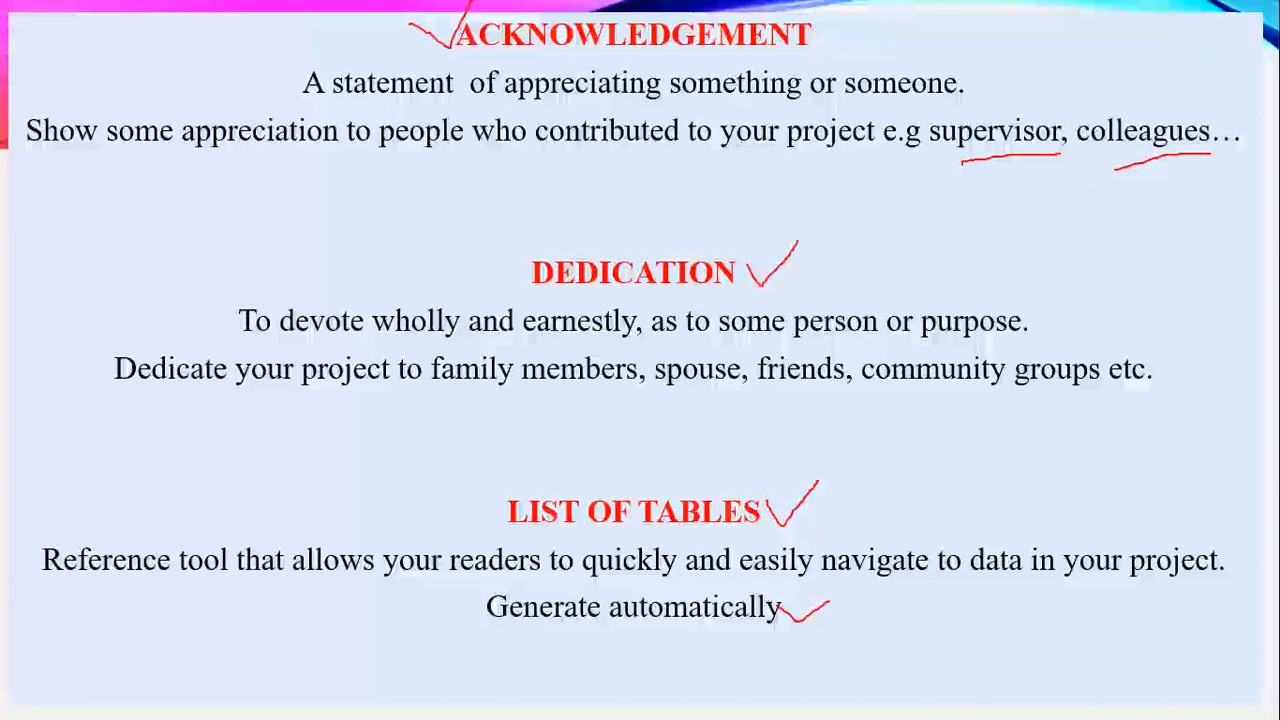 ACKNOWLEDGEMENT
A statement of appreciating something or someone.
Show some appreciation to people who contributed to your project e.g supervisor, colleagues…
DEDICATION
To devote wholly and earnestly, as to some person or purpose.
Dedicate your project to family members, spouse, friends, community groups etc.
LIST OF TABLES
Reference tool that allows your readers to quickly and easily navigate to data in your project.
Generate automatically